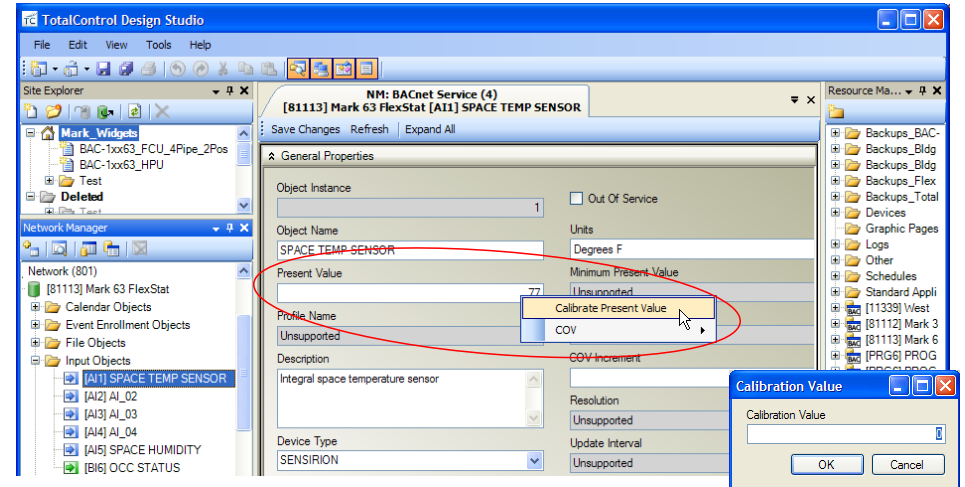 TotalControl Design Studio
File Edit View Tools Help
Site Explorer
Mark_Widgets
BAC-1xx63_FCU_4Pipe_2Pos
BAC-1xx63_HPU
Test
Deleted
Test
Network Manager
Network (801)
[81113] Mark 63 FlexStat
Calendar Objects
Event Enrollment Objects
File Objects
Input Objects
[AI1] SPACE TEMP SENSOR
[AI2] AI_02
[AI3] AI_03
[AI4] AI_04
[AI5] SPACE HUMIDITY
[BI6] OCC STATUS
NM: BACnet Service (4)
[81113] Mark 63 FlexStat [AI1] SPACE TEMP SENSOR
Save Changes Refresh Expand All
General Properties
Object Instance
1
Out Of Service
Object Name
SPACE TEMP SENSOR
Units
Degrees F
Present Value
77
Minimum Present Value
Unsupported
Calibrate Present Value
COV
Profile Name
Unsupported
Description
Integral space temperature sensor
COV Increment
Resolution
Unsupported
Device Type
SENSIRION
Update Interval
Unsupported
Resource Ma...
Backups_BAC-
Backups_Bldg
Backups_Bldg
Backups_Flex
Backups_Total
Devices
Graphic Pages
Logs
Other
Schedules
Standard Appli
[11339] West
[81112] Mark 3
[81113] Mark 6
[PRG6] PROG
Calibration Value
Calibration Value
0
OK Cancel